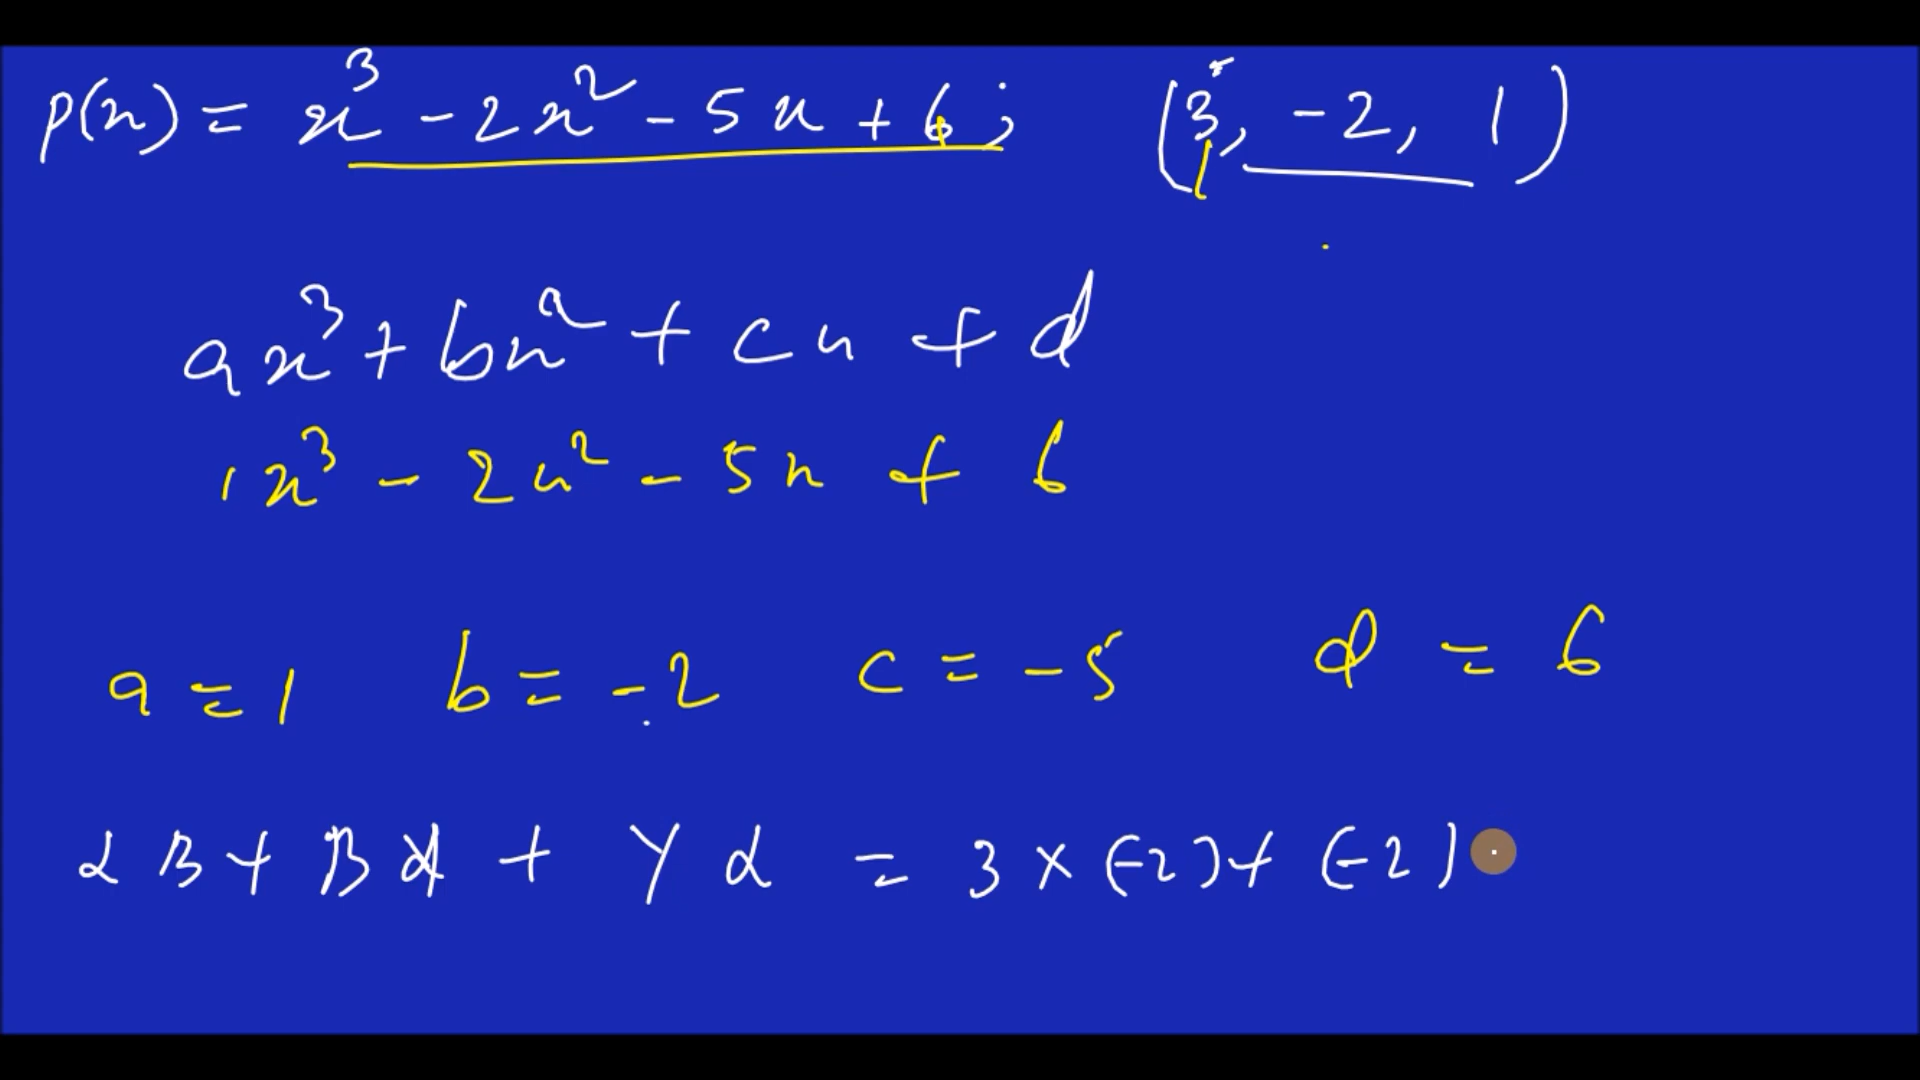 p(x) = x³ - 2x² - 5x + 6; (3, -2, 1)
ax³ + bx² + cx + d
1x³ - 2x² - 5x + 6
a = 1 b = -2 c = -5 d = 6
αβ + βγ + γα = 3 × (-2) + (-2)